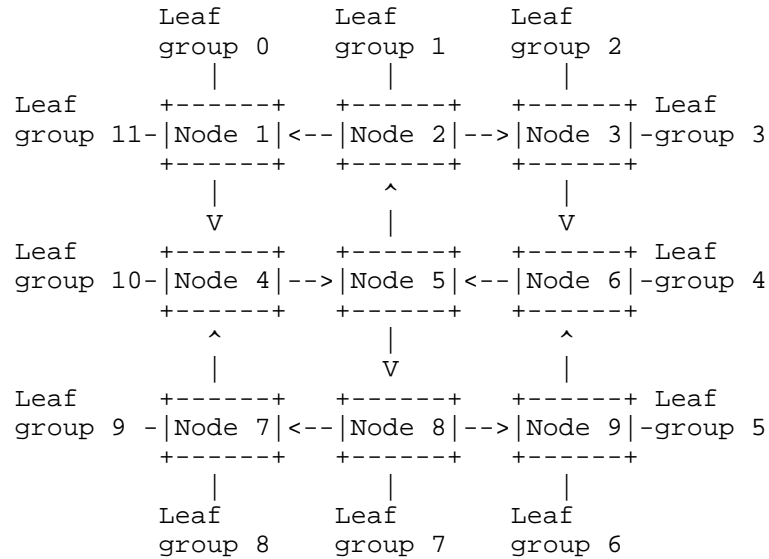 Leaf Leaf Leaf
group 0 group 1 group 2
| | |
Leaf +------+ +------+ +------+ Leaf
group 11-|Node 1|<--|Node 2|-->|Node 3|-group 3
+------+ +------+ +------+
| ^ |
V | V
Leaf +------+ +------+ +------+ Leaf
group 10-|Node 4|-->|Node 5|<--|Node 6|-group 4
+------+ +------+ +------+
^ | ^
| V |
Leaf +------+ +------+ +------+ Leaf
group 9 -|Node 7|<--|Node 8|-->|Node 9|-group 5
+------+ +------+ +------+
| | |
Leaf Leaf Leaf
group 8 group 7 group 6